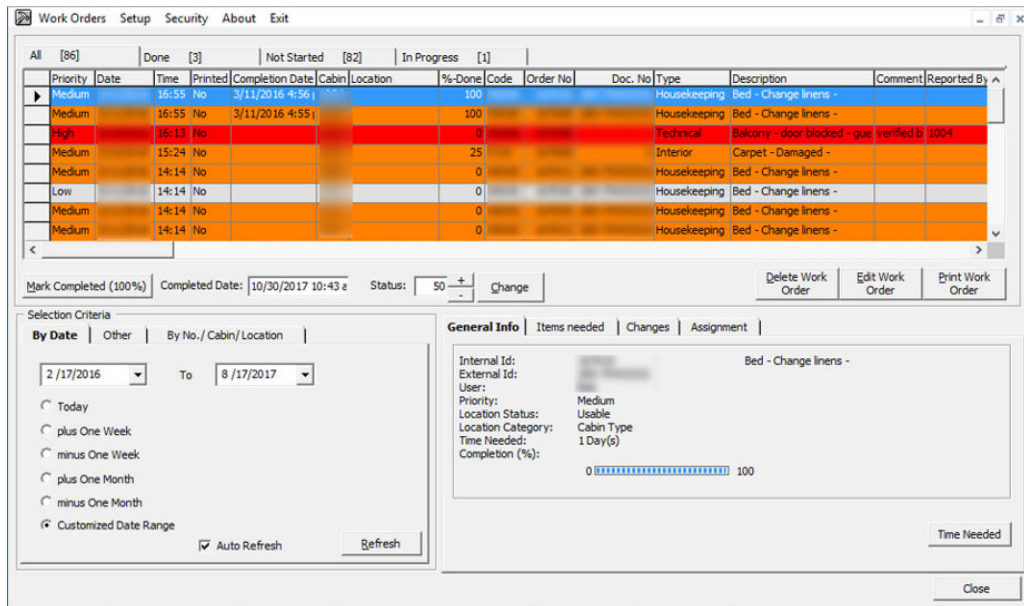 Work Orders Setup Security About Exit
All [86] Done [3] Not Started [82] In Progress [1]
Priority Date Time Printed Completion Date Cabin Location %-Done Code Order No Doc. No Type Description Comment Reported By
Medium 16:55 No 3/11/2016 4:56 100 Housekeeping Bed - Change linens -
Medium 16:55 No 3/11/2016 4:55 100 Housekeeping Bed - Change linens -
High 16:13 No 0 Technical Balcony - door blocked - gue verified b 1004
Medium 15:24 No 25 Interior Carpet - Damaged -
Medium 14:14 No 0 Housekeeping Bed - Change linens -
Low 14:14 No 0 Housekeeping Bed - Change linens -
Medium 14:14 No 0 Housekeeping Bed - Change linens -
Medium 14:14 No 0 Housekeeping Bed - Change linens -
Mark Completed (100%) Completed Date: 10/30/2017 10:43 a Status: 50 + - Change Delete Work Order Edit Work Order Print Work Order
Selection Criteria
By Date Other By No./ Cabin/ Location
2 /17/2016 To 8 /17/2017
Today
plus One Week
minus One Week
plus One Month
minus One Month
Customized Date Range
Auto Refresh Refresh
General Info Items needed Changes Assignment
Internal Id: Bed - Change linens -
External Id:
User:
Priority: Medium
Location Status: Usable
Location Category: Cabin Type
Time Needed: 1 Day(s)
Completion (%):
0 100
Time Needed
Close